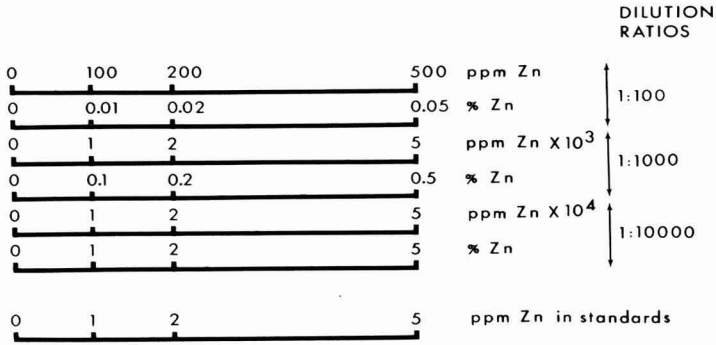 DILUTION
RATIOS
0 100 200 500 ppm Zn
0 0.01 0.02 0.05 % Zn
1:100
0 1 2 5 ppm Zn X 10³
0 0.1 0.2 0.5 % Zn
1:1000
0 1 2 5 ppm Zn X 10⁴
0 1 2 5 % Zn
1:10000
0 1 2 5 ppm Zn in standards